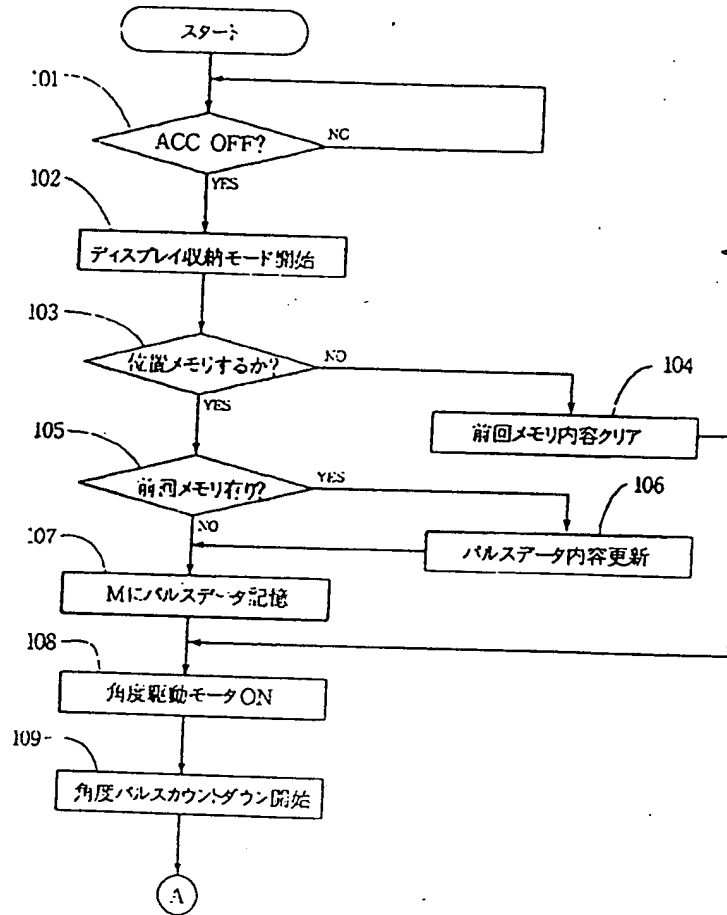 スタート
101
ACC OFF?
NO
YES
102
ディスプレイ収納モード開始
103
位置メモリするか?
NO
104
YES
前回メモリ内容クリア
105
前回メモリ有り?
YES
106
NO
パルスデータ内容更新
107
Mにパルスデータ記憶
108
角度駆動モータON
109
角度パルスカウントダウン開始
A